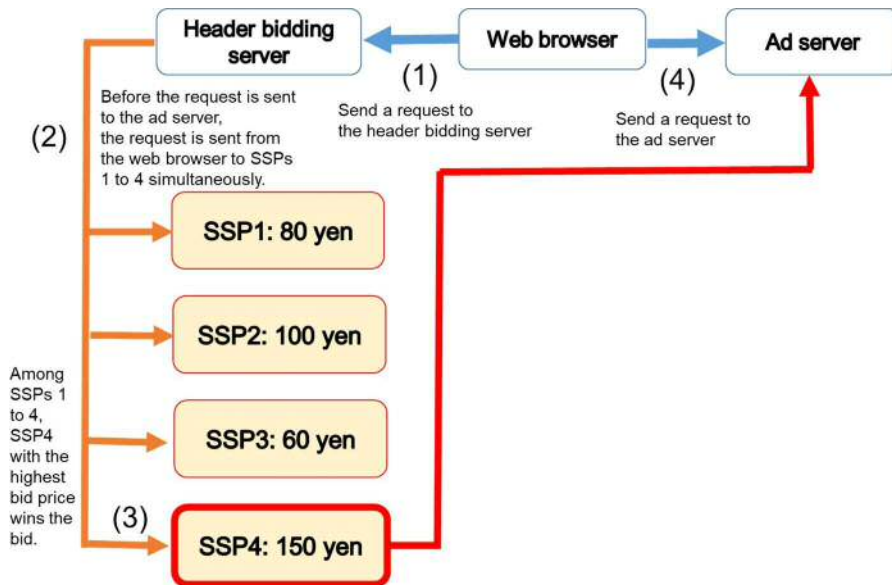 Header bidding
server
Web browser
Ad server
(1)
(4)
Send a request to
the header bidding server
Send a request to
the ad server
(2)
Before the request is sent
to the ad server,
the request is sent from
the web browser to SSPs
1 to 4 simultaneously.
SSP1: 80 yen
SSP2: 100 yen
SSP3: 60 yen
Among
SSPs 1
to 4,
SSP4
with the
highest
bid price
wins the
bid.
(3)
SSP4: 150 yen